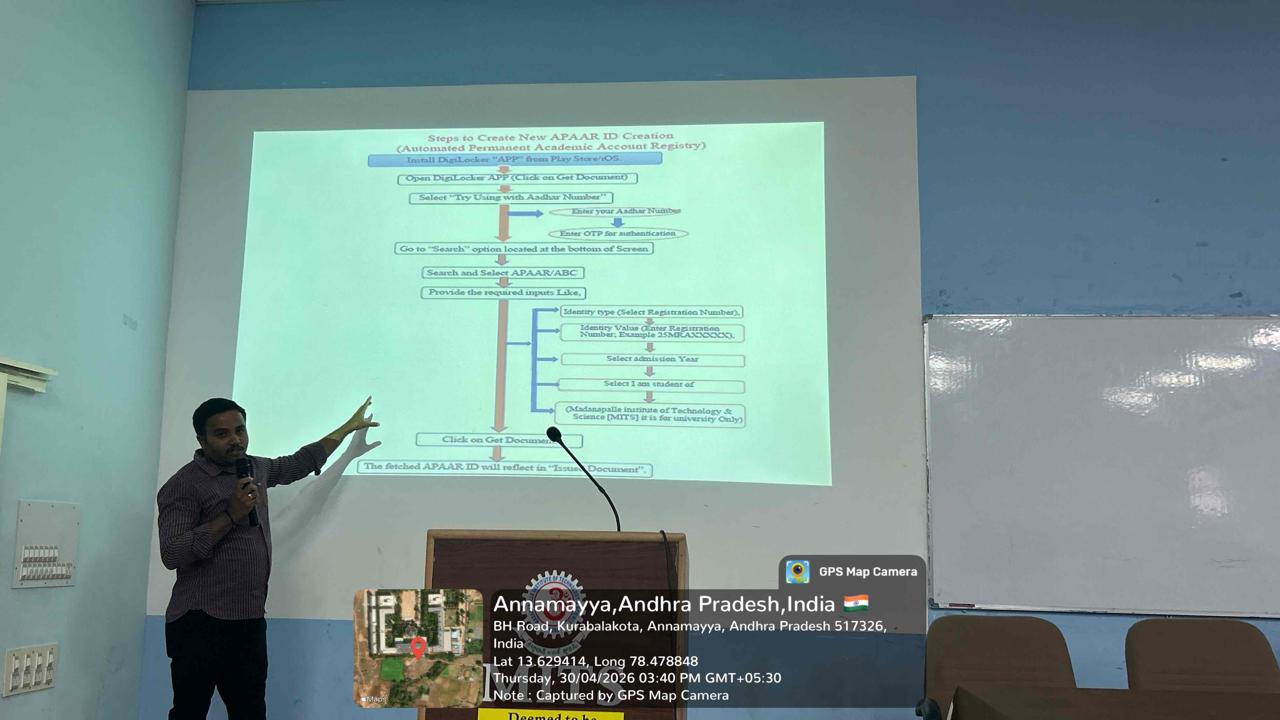 Steps to Create New APAAR ID Creation
(Automated Permanent Academic Account Registry)
Install DigiLocker "APP" from Play Store/iOS.
Open DigiLocker APP (Click on Get Document)
Select "Try Using with Aadhar Number"
Enter your Aadhar Number
Enter OTP for authentication
Go to "Search" option located at the bottom of Screen
Search and Select APAAR/ABC
Provide the required inputs Like,
Identity type (Select Registration Number),
Identity Value (Enter Registration
Number; Example 25MRAXXXXX),
Select admission Year
Select I am student of
(Madanapalle institute of Technology &
Science [MITS] it is for university Only)
Click on Get Documen
The fetched APAAR ID will reflect in "Issued Document".
GPS Map Camera
Annamayya,Andhra Pradesh,India
BH Road, Kurabalakota, Annamayya, Andhra Pradesh 517326,
India
Lat 13.629414, Long 78.478848
Thursday, 30/04/2026 03:40 PM GMT+05:30
Note : Captured by GPS Map Camera
Maps
MITS
Deemed to be